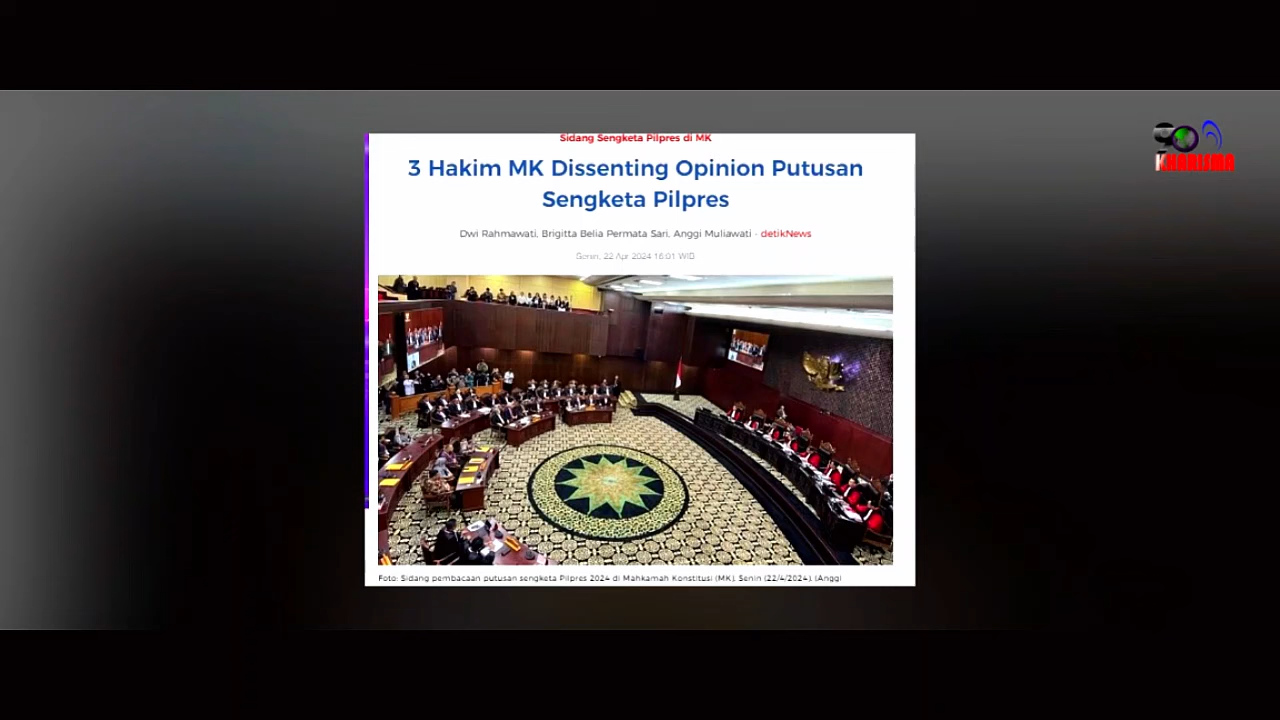 Sidang Sengketa Pilpres di MK
3 Hakim MK Dissenting Opinion Putusan
Sengketa Pilpres
Dwi Rahmawati, Brigitta Belia Permata Sari, Anggi Muliawati - detikNews
Senin, 22 Apr 2024 16:01 WIB
Foto: Sidang pembacaan putusan sengketa Pilpres 2024 di Mahkamah Konstitusi (MK), Senin (22/4/2024). (Anggi
KHARISMA